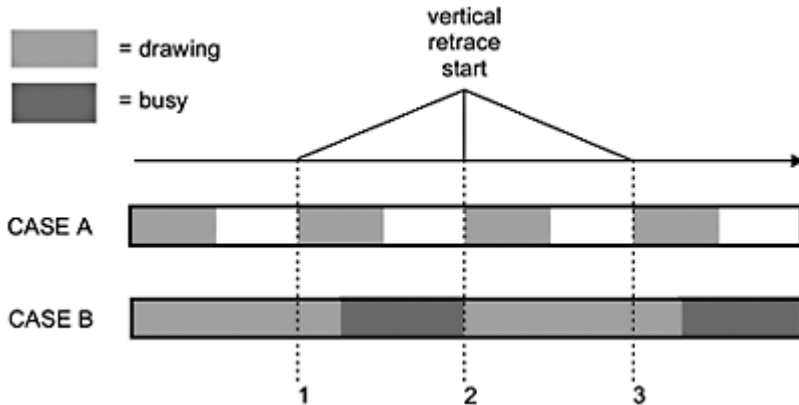 = drawing
= busy
vertical
retrace
start
CASE A
CASE B
1 2 3